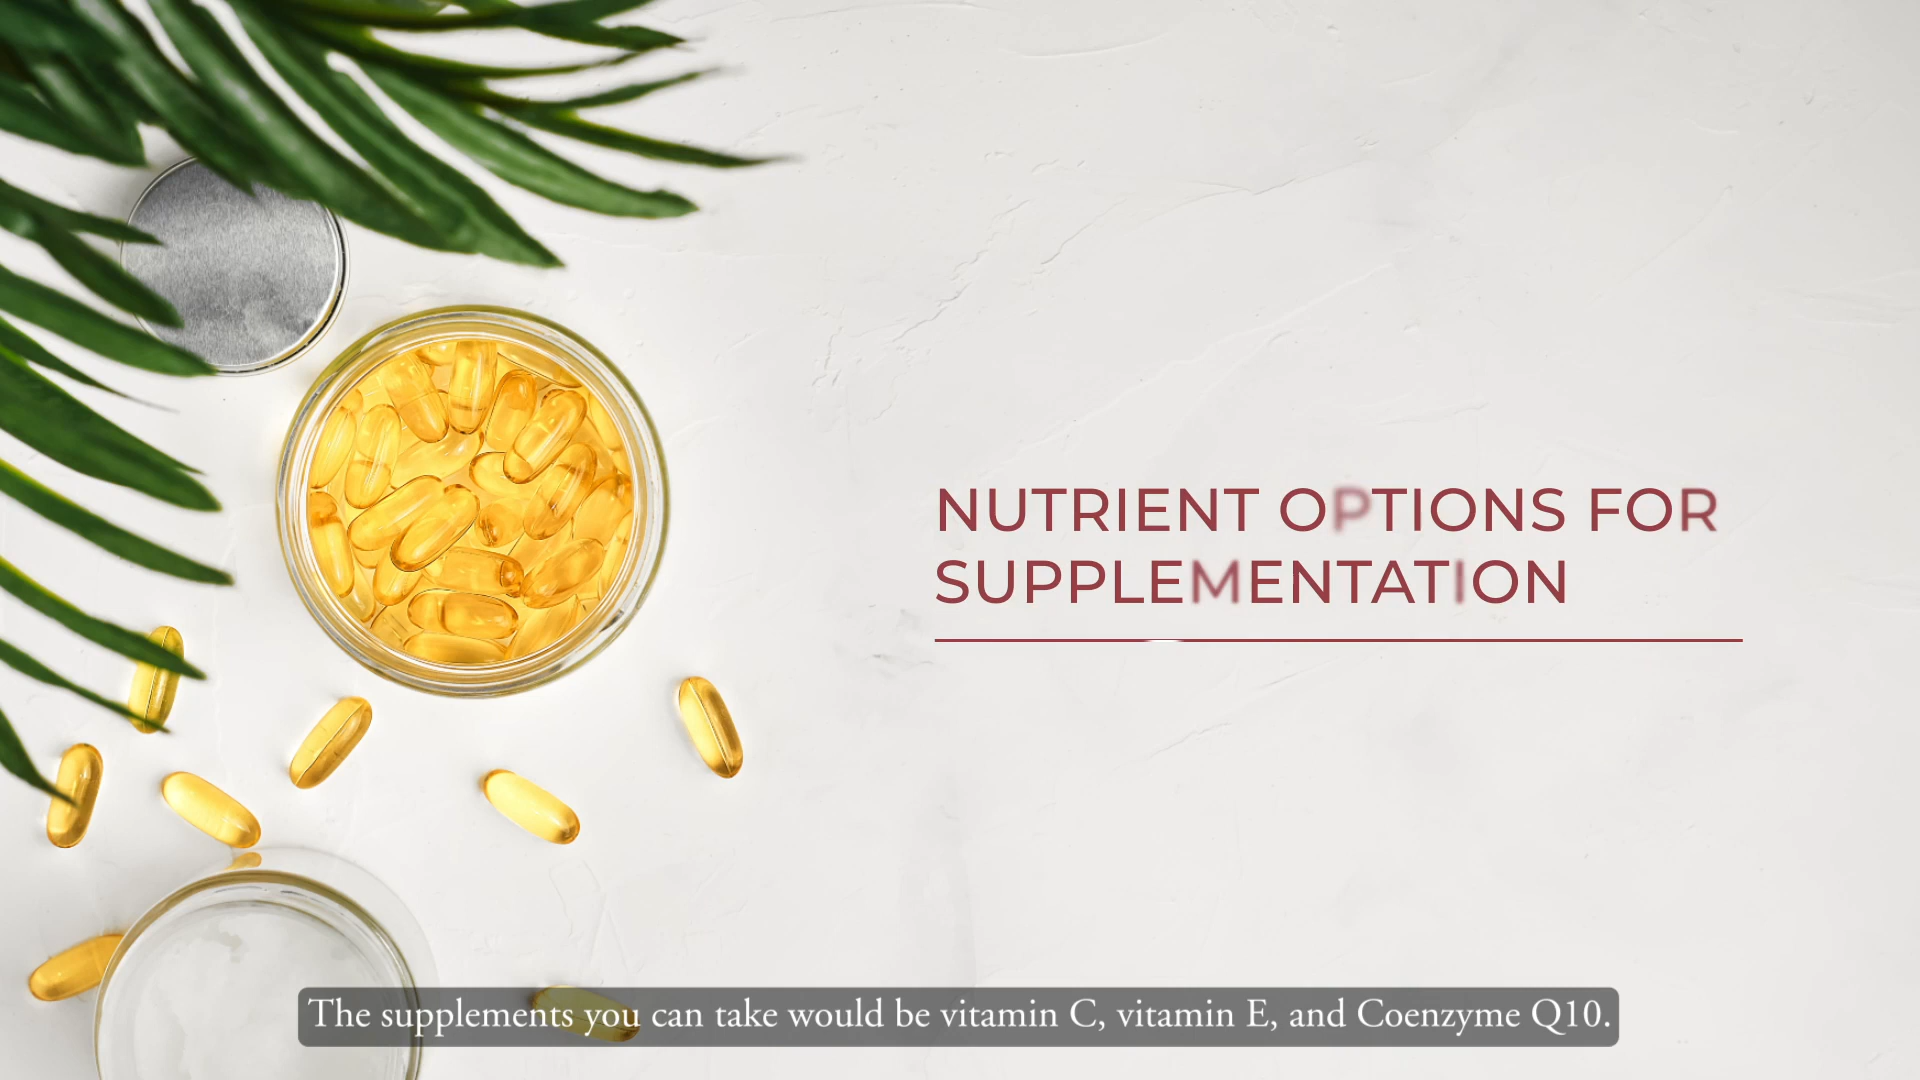 NUTRIENT OPTIONS FOR
SUPPLEMENTATION
The supplements you can take would be vitamin C, vitamin E, and Coenzyme Q10.